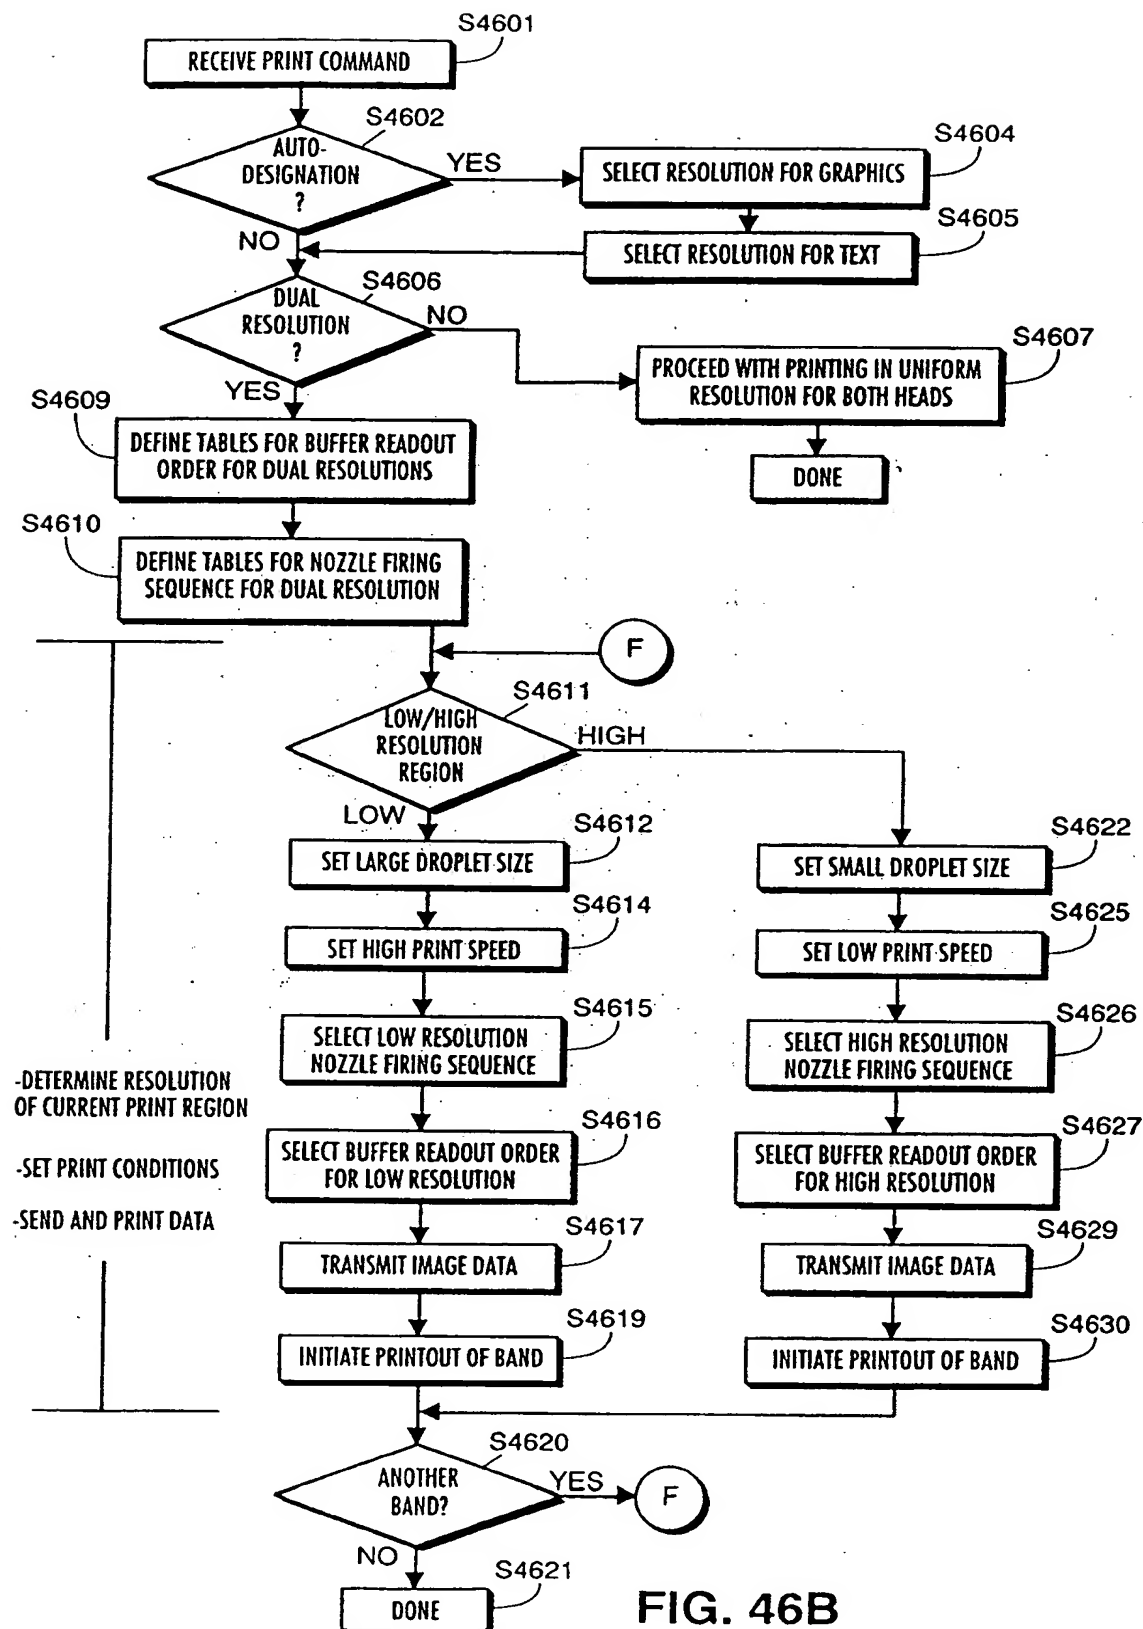 S4601
RECEIVE PRINT COMMAND
S4602
AUTO-
DESIGNATION
?
YES
S4604
SELECT RESOLUTION FOR GRAPHICS
S4605
SELECT RESOLUTION FOR TEXT
NO
S4606
DUAL
RESOLUTION
?
NO
S4607
PROCEED WITH PRINTING IN UNIFORM
RESOLUTION FOR BOTH HEADS
DONE
YES
S4609
DEFINE TABLES FOR BUFFER READOUT
ORDER FOR DUAL RESOLUTIONS
S4610
DEFINE TABLES FOR NOZZLE FIRING
SEQUENCE FOR DUAL RESOLUTION
F
S4611
LOW/HIGH
RESOLUTION
REGION
HIGH
LOW
S4612
SET LARGE DROPLET SIZE
S4614
SET HIGH PRINT SPEED
S4615
SELECT LOW RESOLUTION
NOZZLE FIRING SEQUENCE
S4616
SELECT BUFFER READOUT ORDER
FOR LOW RESOLUTION
S4617
TRANSMIT IMAGE DATA
S4619
INITIATE PRINTOUT OF BAND
S4622
SET SMALL DROPLET SIZE
S4625
SET LOW PRINT SPEED
S4626
SELECT HIGH RESOLUTION
NOZZLE FIRING SEQUENCE
S4627
SELECT BUFFER READOUT ORDER
FOR HIGH RESOLUTION
S4629
TRANSMIT IMAGE DATA
S4630
INITIATE PRINTOUT OF BAND
-DETERMINE RESOLUTION
OF CURRENT PRINT REGION
-SET PRINT CONDITIONS
-SEND AND PRINT DATA
S4620
ANOTHER
BAND?
YES
F
NO
S4621
DONE
FIG. 46B